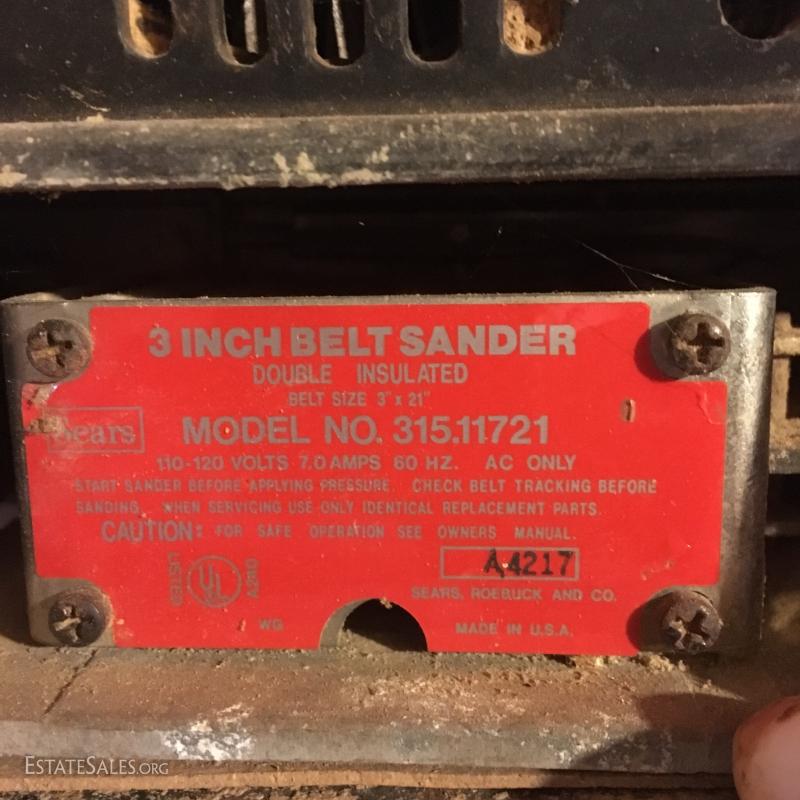 3 INCH BELT SANDER
DOUBLE INSULATED
BELT SIZE 3" x 21"
Sears
MODEL NO. 315.11721
110-120 VOLTS 7.0 AMPS 60 HZ. AC ONLY
START SANDER BEFORE APPLYING PRESSURE. CHECK BELT TRACKING BEFORE
SANDING. WHEN SERVICING USE ONLY IDENTICAL REPLACEMENT PARTS.
CAUTION: FOR SAFE OPERATION SEE OWNERS MANUAL.
LISTED
UL
A4217
SEARS, ROEBUCK AND CO.
WG
MADE IN U.S.A.
ESTATESALES.ORG